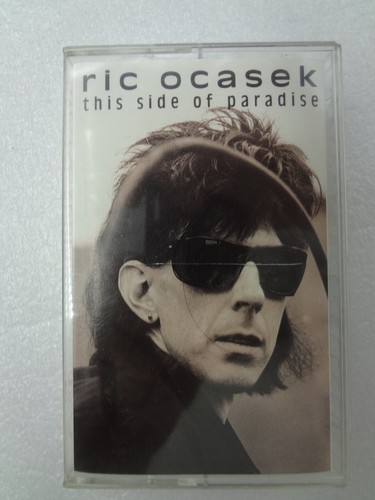 ric ocasek
this side of paradise